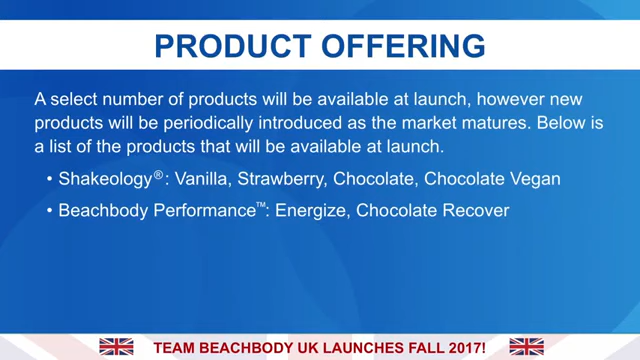 PRODUCT OFFERING
A select number of products will be available at launch, however new
products will be periodically introduced as the market matures. Below is
a list of the products that will be available at launch.
• Shakeology®: Vanilla, Strawberry, Chocolate, Chocolate Vegan
• Beachbody Performance™: Energize, Chocolate Recover
TEAM BEACHBODY UK LAUNCHES FALL 2017!